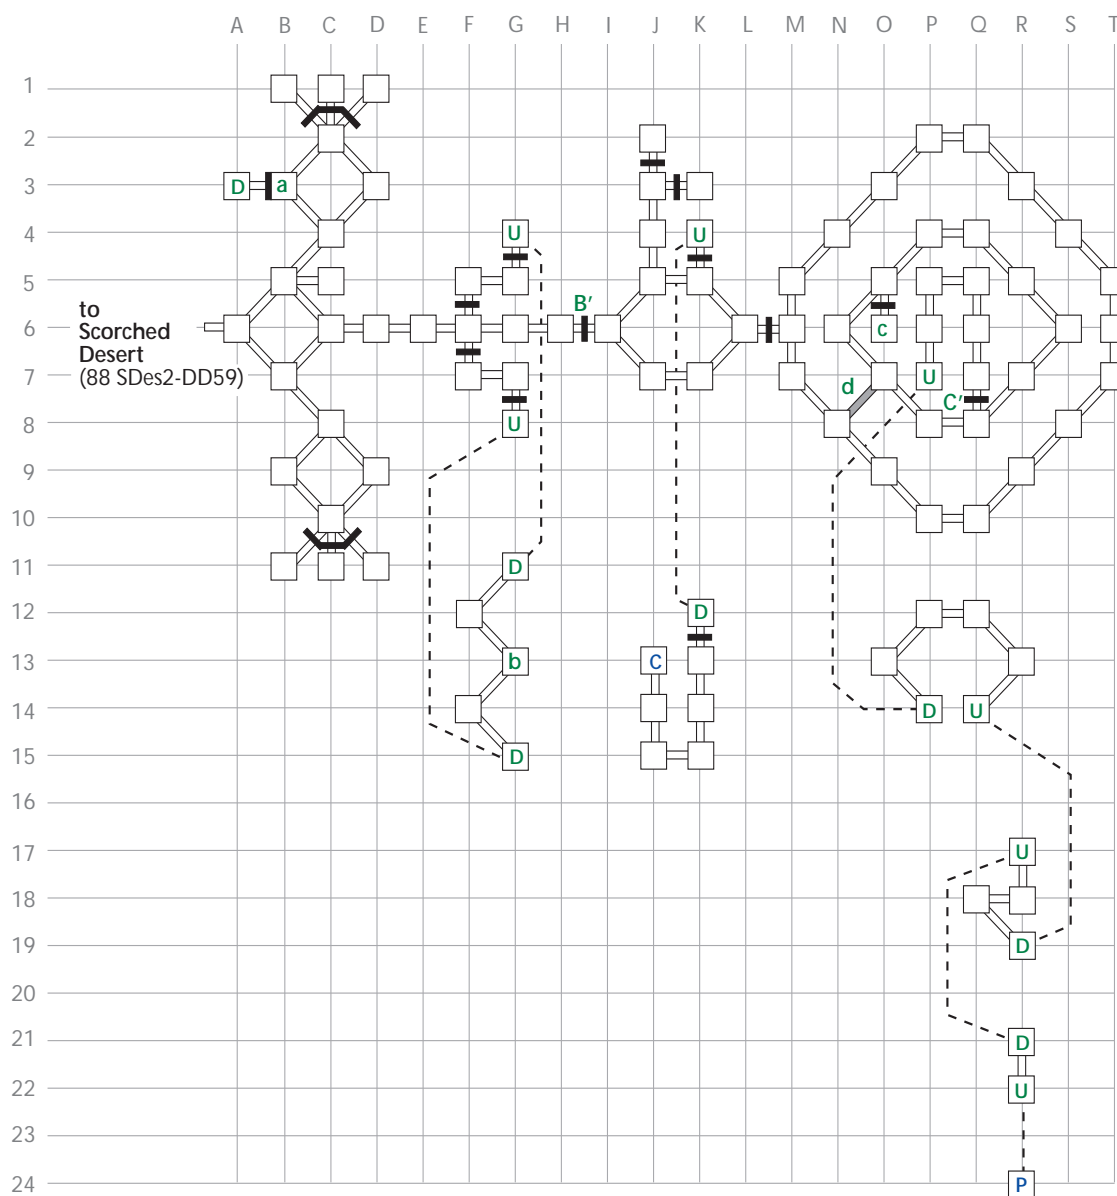 A B C D E F G H I J K L M N O P Q R S T
1
2
3 D a
4 U U
5
B′
to
Scorched
Desert
(88 SDes2-DD59)
6 c
7 U
d C′
8 U
9
10
11 D
12 D
13 b C
14 D U
15 D
16
17 U
18
19 D
20
21 D
22 U
23
24 P